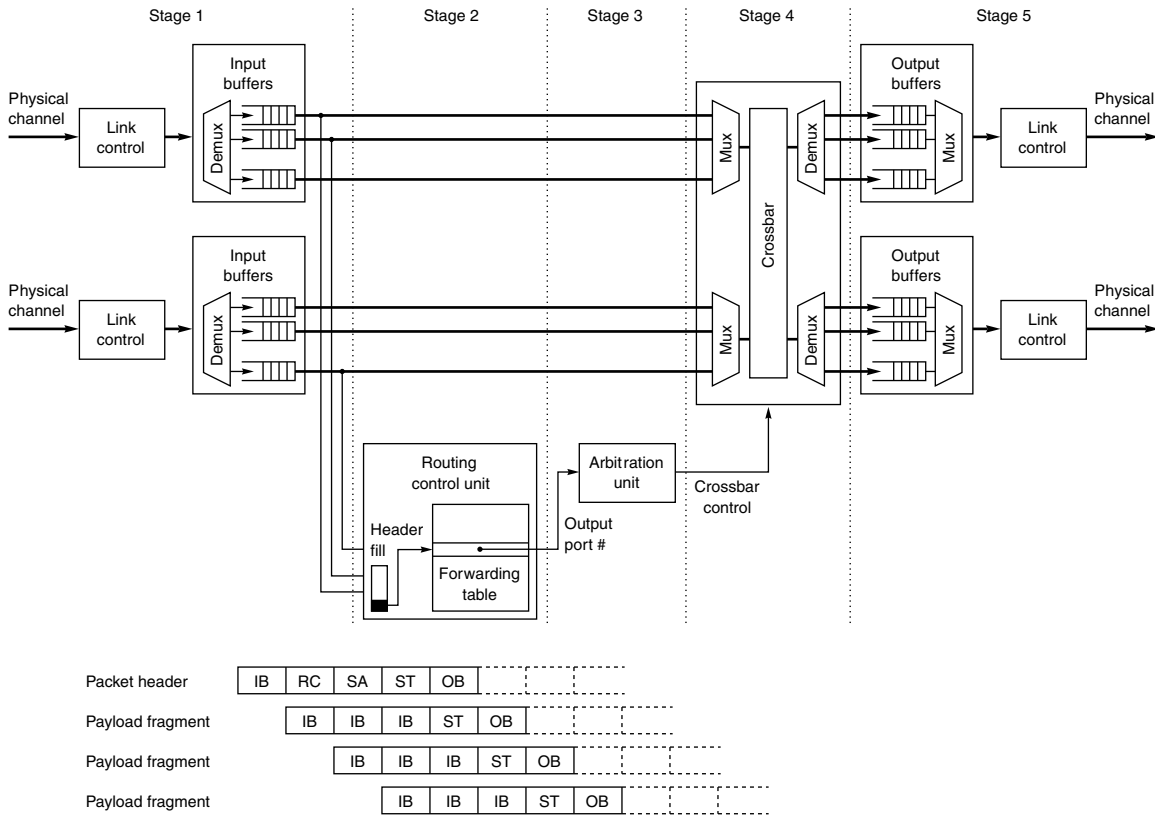 Stage 1
Stage 2
Stage 3
Stage 4
Stage 5
Input
buffers
Output
buffers
Physical
channel
Link
control
Demux
Mux
Crossbar
Demux
Mux
Link
control
Physical
channel
Input
buffers
Output
buffers
Physical
channel
Link
control
Demux
Mux
Demux
Mux
Link
control
Physical
channel
Routing
control unit
Header
fill
Forwarding
table
Arbitration
unit
Output
port #
Crossbar
control
Packet header IB RC SA ST OB
Payload fragment IB IB IB ST OB
Payload fragment IB IB IB ST OB
Payload fragment IB IB IB ST OB